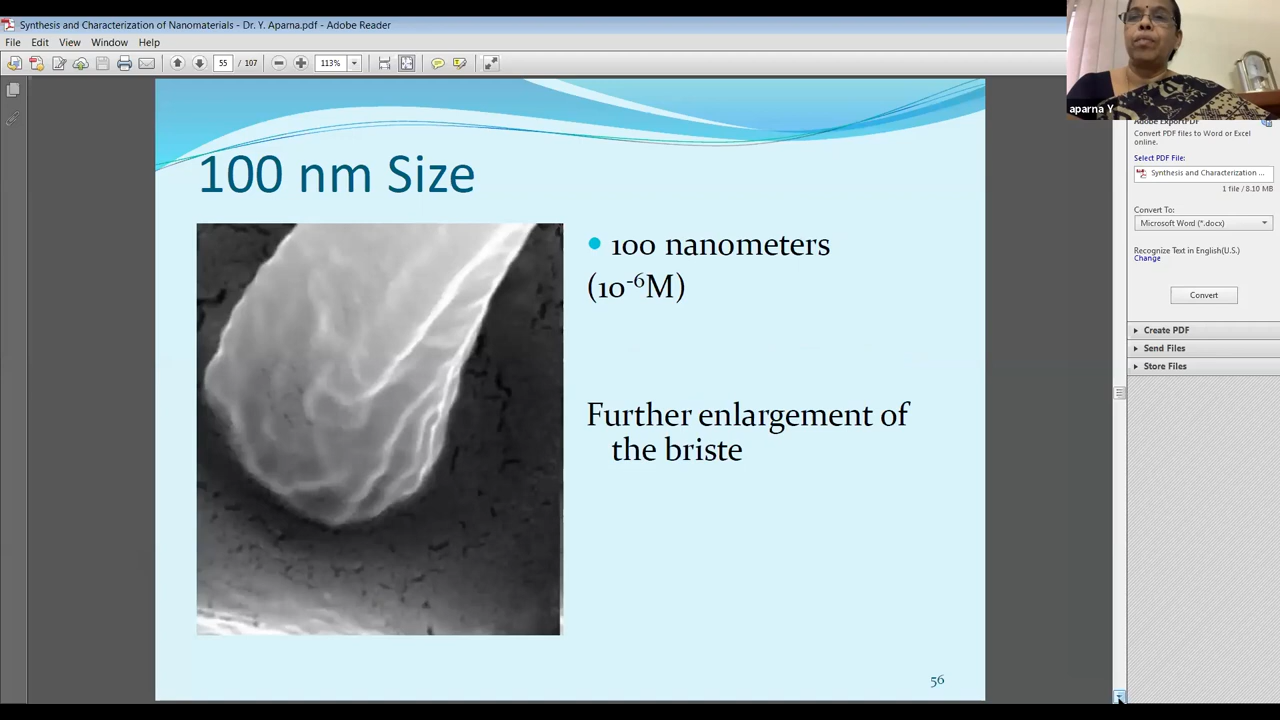 Synthesis and Characterization of Nanomaterials - Dr. Y. Aparna.pdf - Adobe Reader
File Edit View Window Help
55 / 107 113%
aparna Y
Adobe ExportPDF
Convert PDF files to Word or Excel
online.
Select PDF File:
Synthesis and Characterization ...
1 file / 8.10 MB
Convert To:
Microsoft Word (*.docx)
Recognize Text in English(U.S.)
Change
Convert
Create PDF
Send Files
Store Files
100 nm Size
100 nanometers
(10⁻⁶M)
Further enlargement of
the briste
56